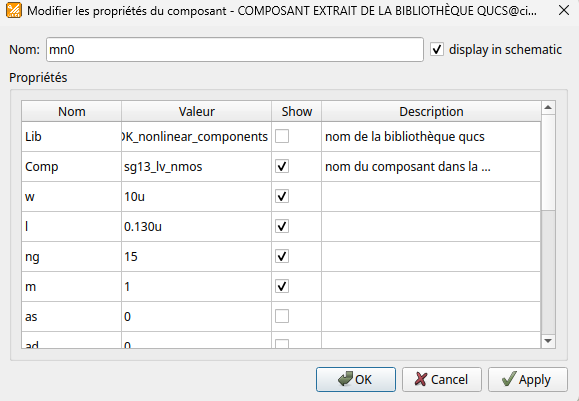 Modifier les propriétés du composant - COMPOSANT EXTRAIT DE LA BIBLIOTHÈQUE QUCS@ci...
Nom: mn0 display in schematic
Propriétés
Nom Valeur Show Description
Lib DK_nonlinear_components nom de la bibliothèque qucs
Comp sg13_lv_nmos nom du composant dans la ...
w 10u
l 0.130u
ng 15
m 1
as 0
ad 0
OK Cancel Apply